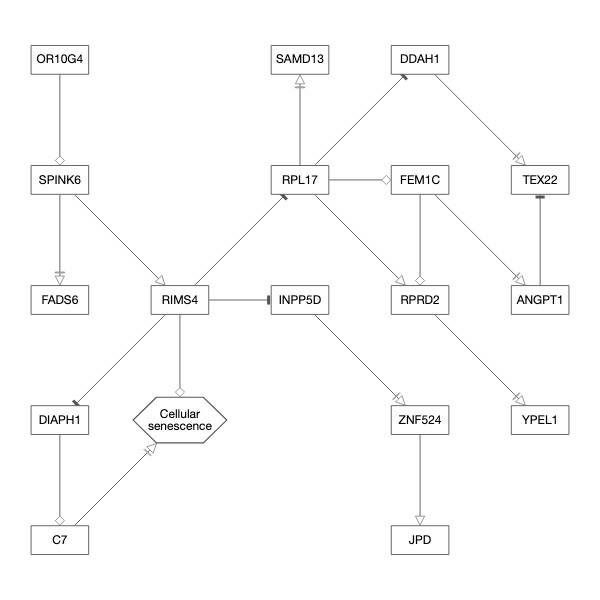 OR10G4
SAMD13
DDAH1
SPINK6
RPL17
FEM1C
TEX22
FADS6
RIMS4
INPP5D
RPRD2
ANGPT1
DIAPH1
Cellular
senescence
ZNF524
YPEL1
C7
JPD